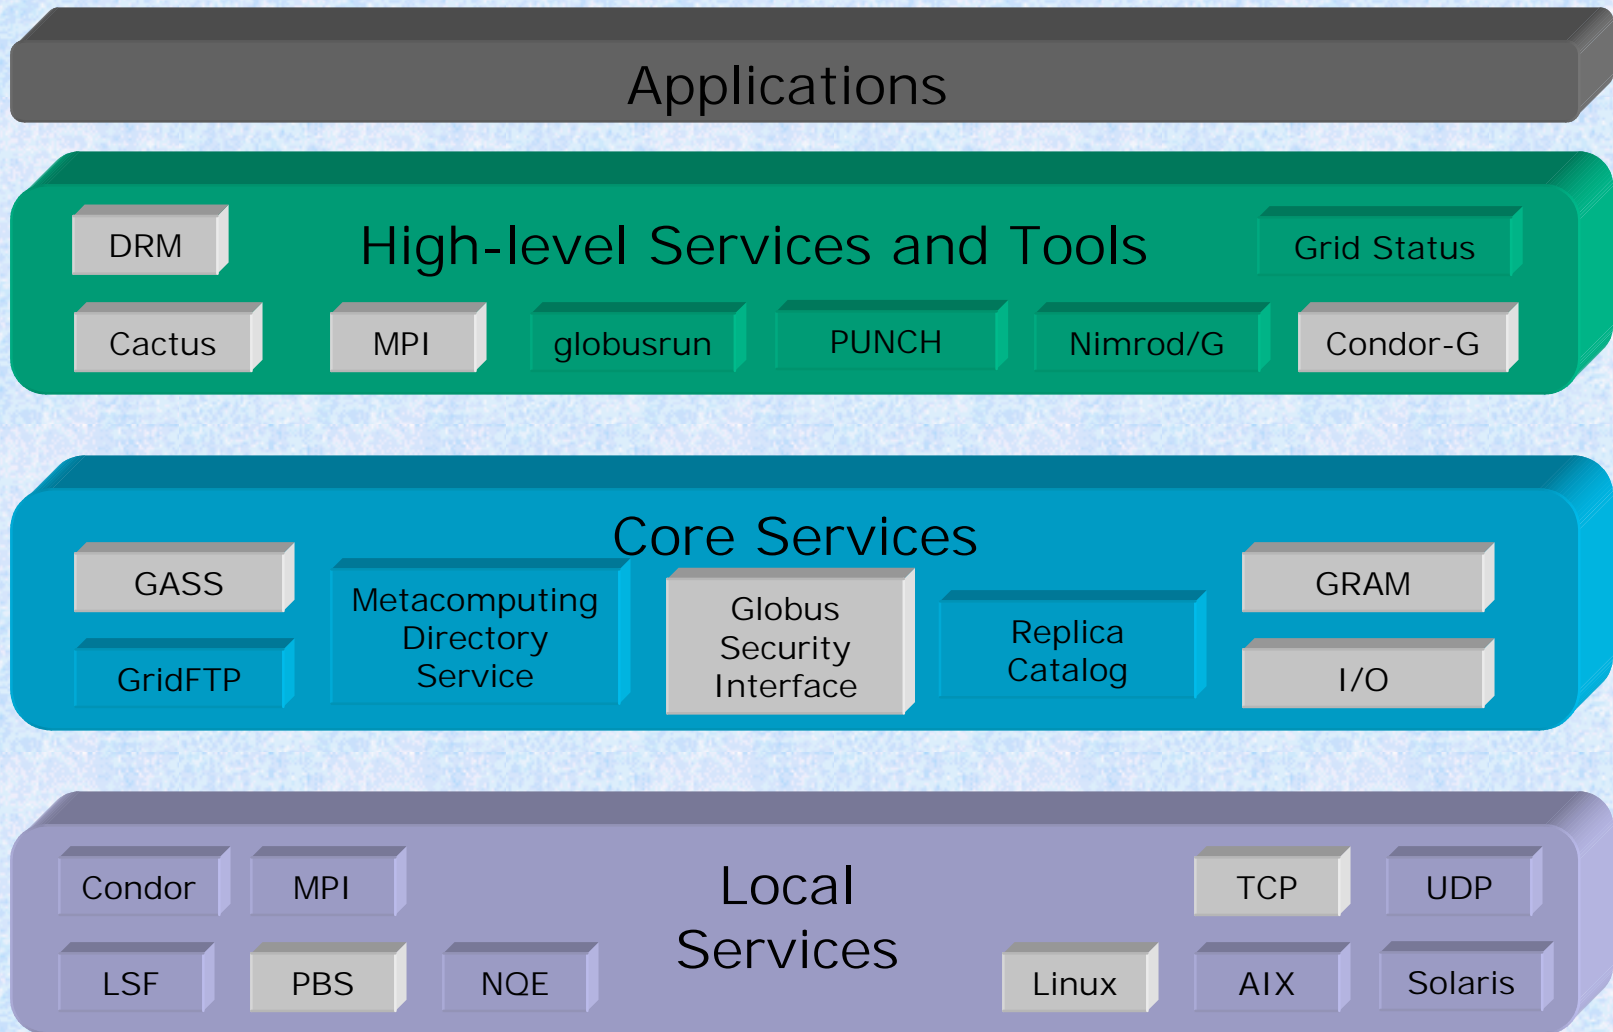 Applications
DRM
High-level Services and Tools
Grid Status
Cactus
MPI
globusrun
PUNCH
Nimrod/G
Condor-G
Core Services
GASS
GridFTP
Metacomputing
Directory
Service
Globus
Security
Interface
Replica
Catalog
GRAM
I/O
Local
Services
Condor
MPI
LSF
PBS
NQE
TCP
UDP
Linux
AIX
Solaris